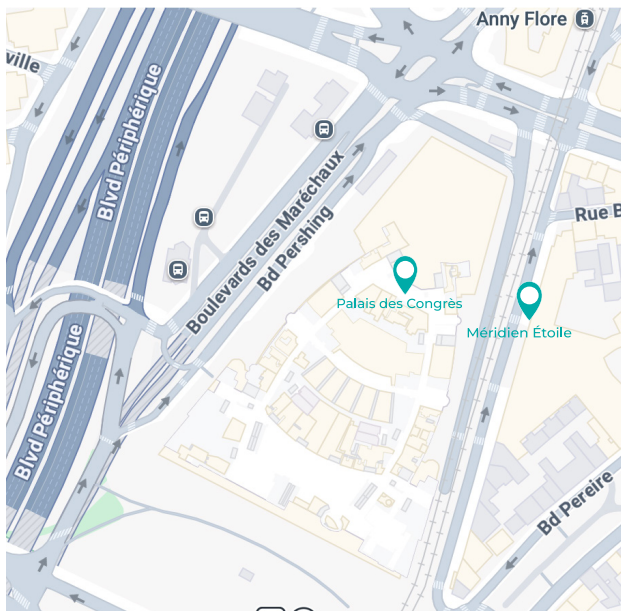 Anny Flore
ville
Blvd Périphérique
Boulevards des Maréchaux
Bd Pershing
Rue B
Palais des Congrès
Méridien Étoile
Blvd Périphérique
Bd Pereire